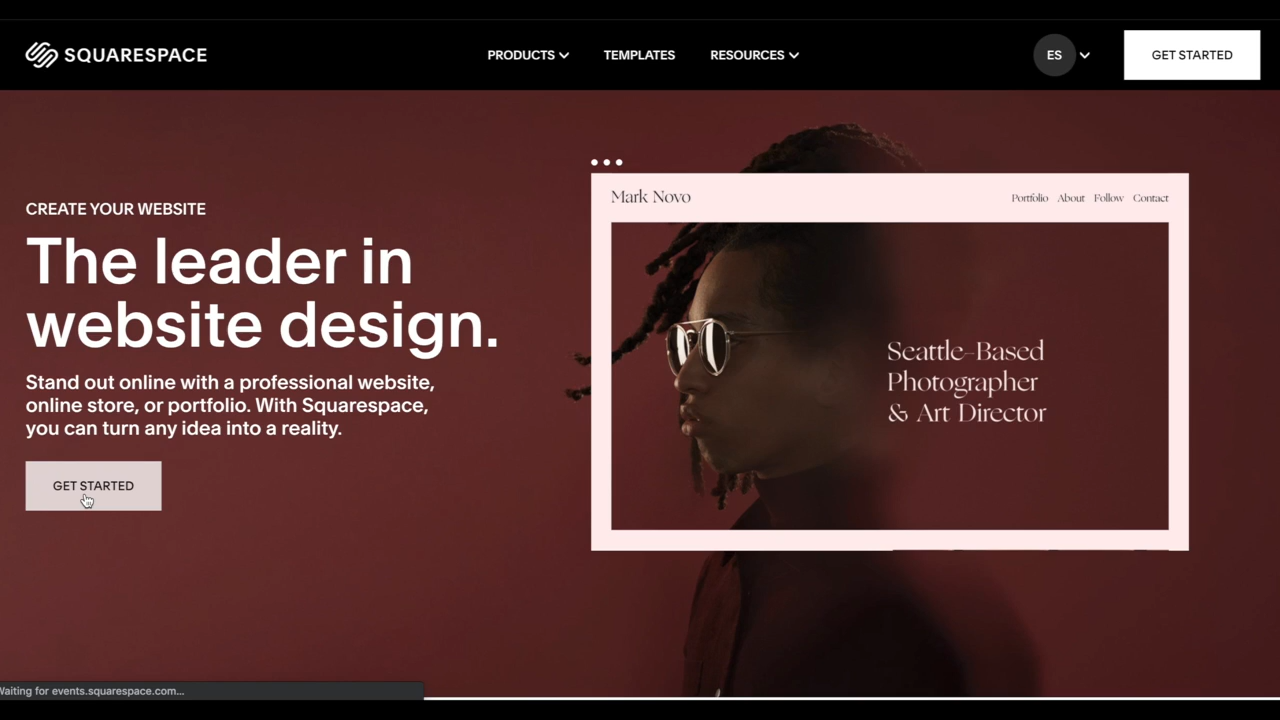 SQUARESPACE
PRODUCTS
TEMPLATES
RESOURCES
ES
GET STARTED
CREATE YOUR WEBSITE
The leader in
website design.
Stand out online with a professional website,
online store, or portfolio. With Squarespace,
you can turn any idea into a reality.
GET STARTED
Mark Novo
Portfolio About Follow Contact
Seattle-Based
Photographer
& Art Director
Waiting for events.squarespace.com...